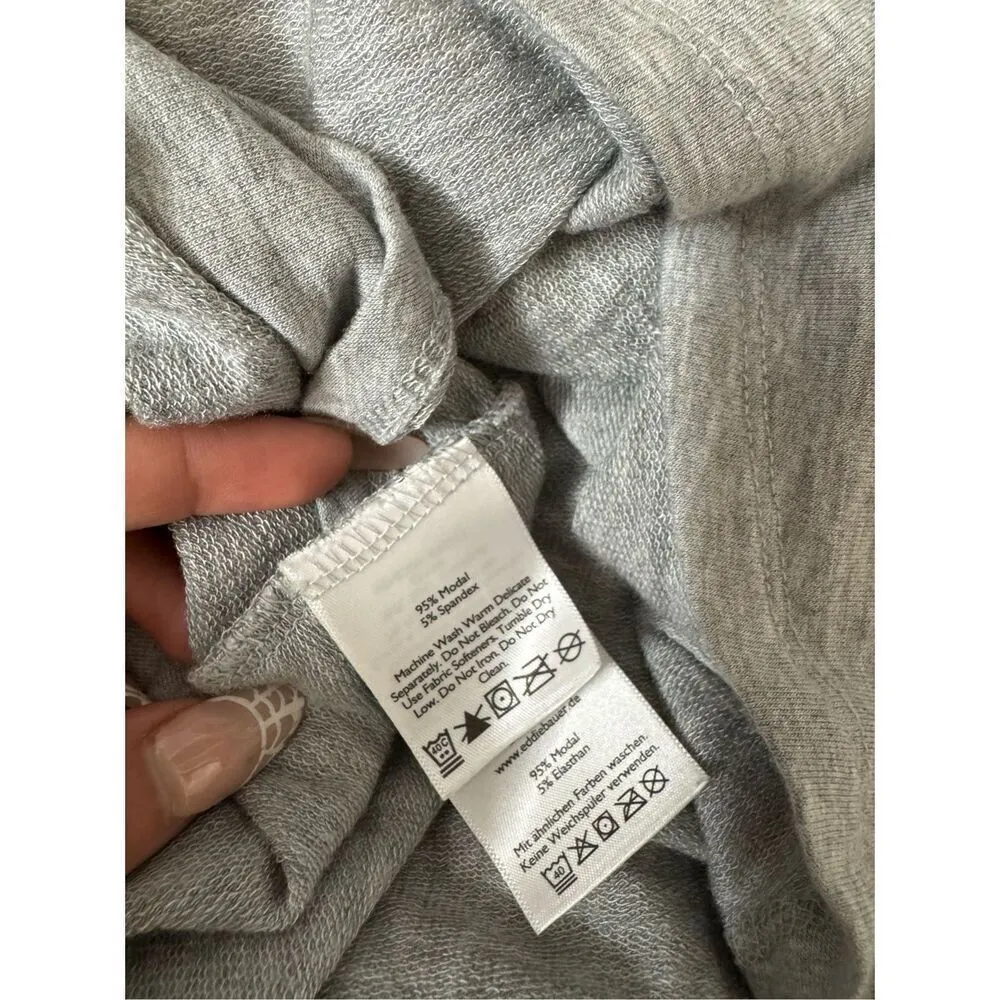 95% Modal
5% Spandex
Machine Wash Warm Delicate
Separately. Do Not Bleach. Do Not
Use Fabric Softeners. Tumble Dry
Low. Do Not Iron. Do Not Dry
Clean.
40C
www.eddiebauer.de
95% Modal
5% Elasthan
Mit ähnlichen Farben waschen.
Keine Weichspüler verwenden.
40